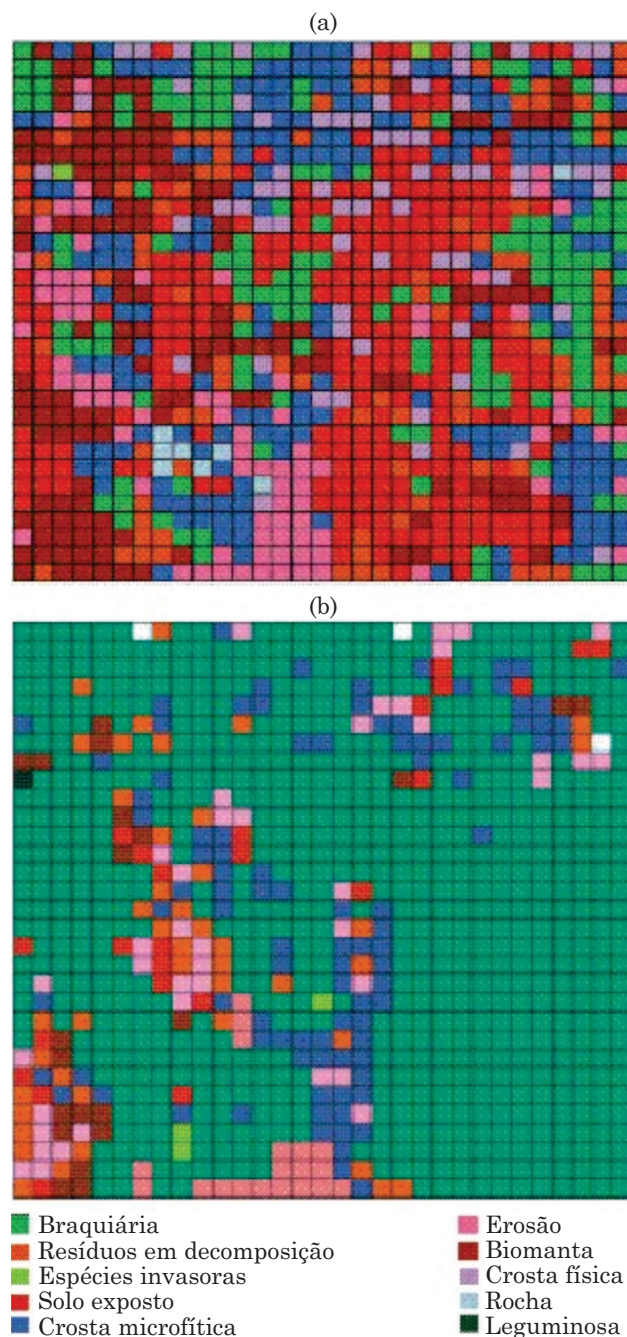 (a)
(b)
Braquiária
Resíduos em decomposição
Espécies invasoras
Solo exposto
Crosta microfítica
Erosão
Biomanta
Crosta física
Rocha
Leguminosa